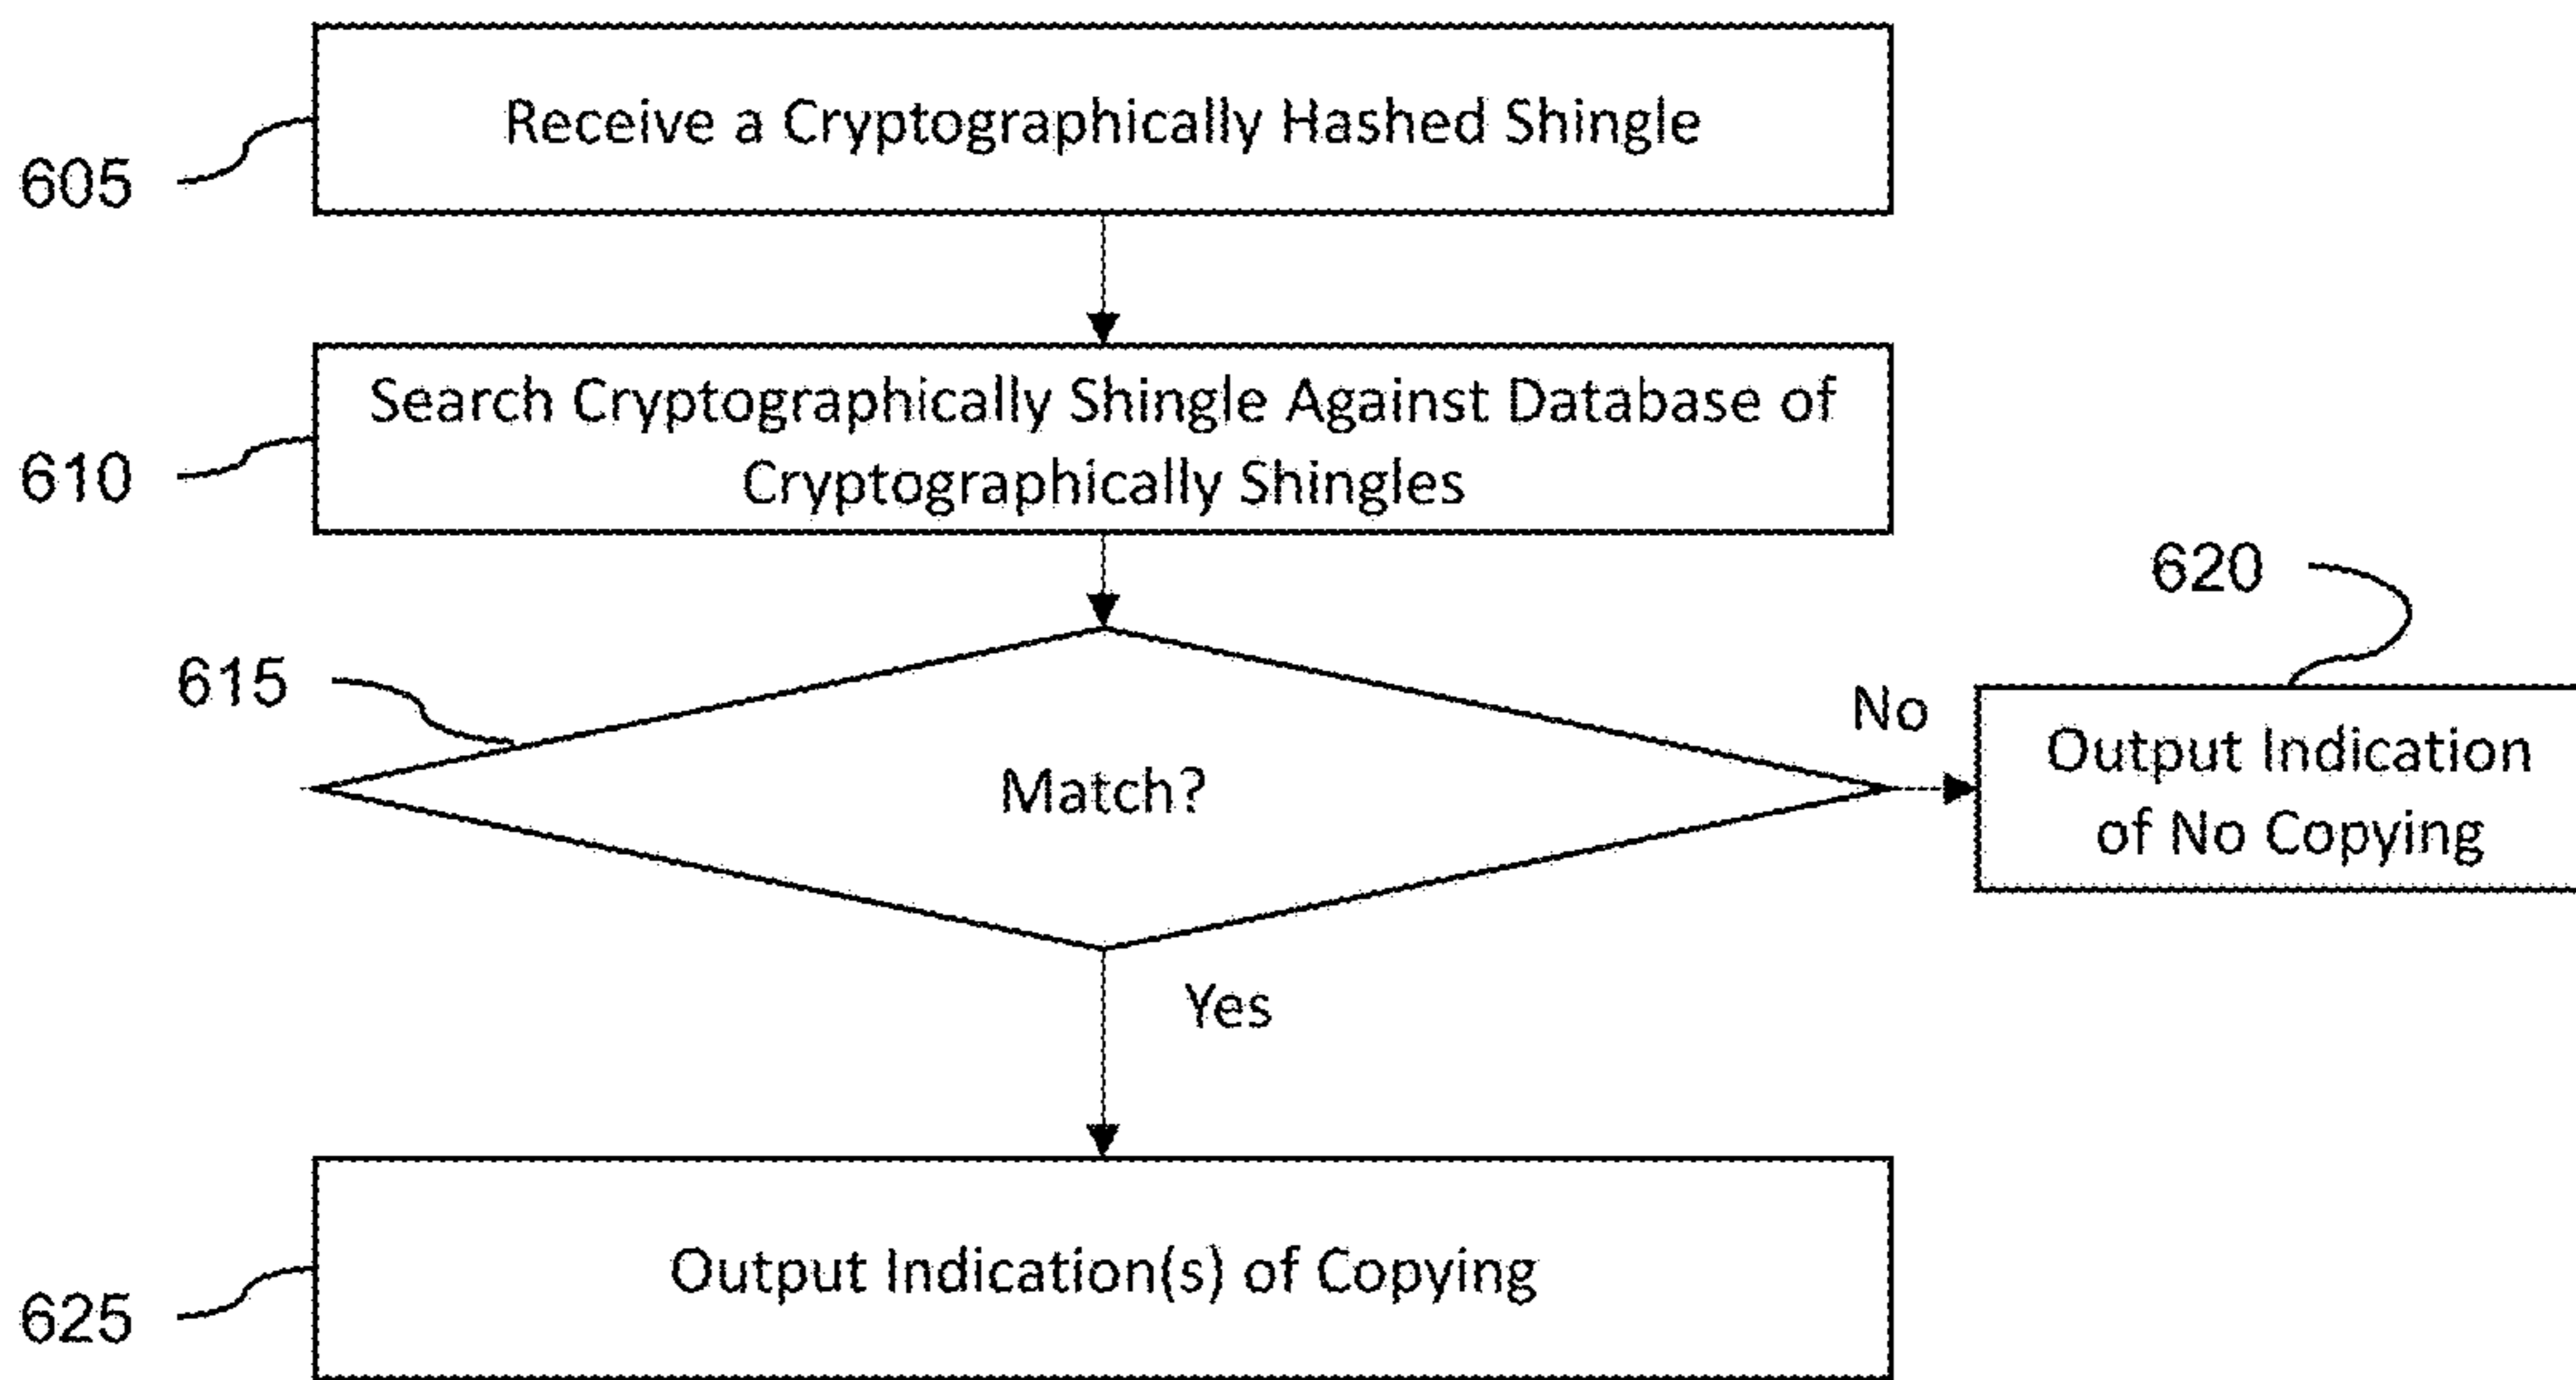 Receive a Cryptographically Hashed Shingle
605
Search Cryptographically Shingle Against Database of
Cryptographically Shingles
610
620
615
No
Match?
Output Indication
of No Copying
Yes
Output Indication(s) of Copying
625